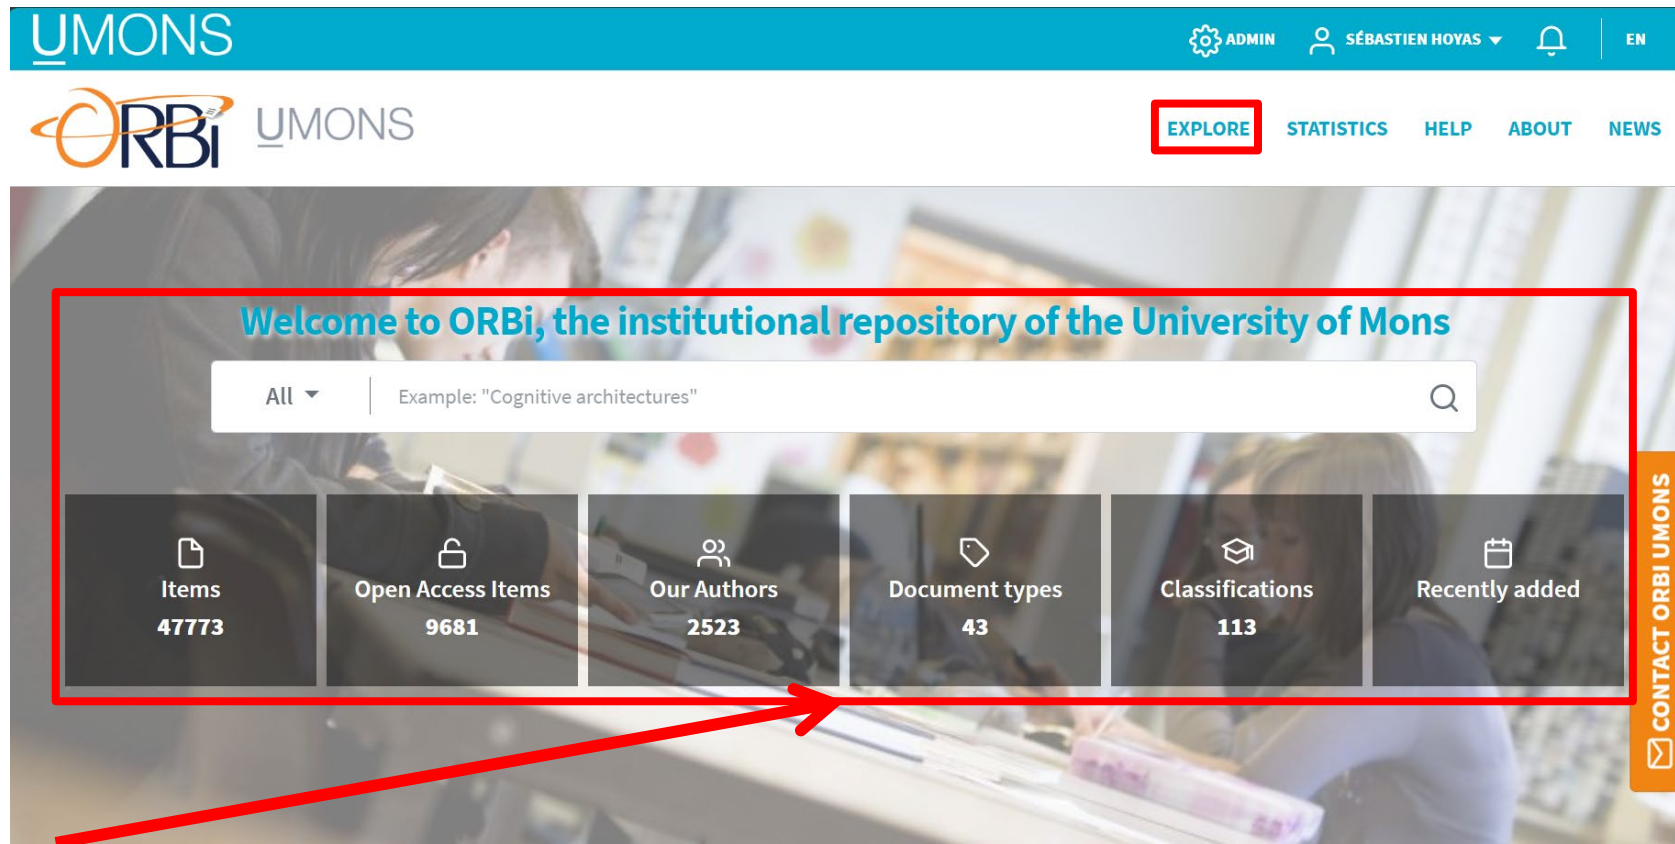 UMONS
ADMIN
SÉBASTIEN HOYAS
EN
ORBi
UMONS
EXPLORE
STATISTICS
HELP
ABOUT
NEWS
Welcome to ORBi, the institutional repository of the University of Mons
All
Example: "Cognitive architectures"
Items
47773
Open Access Items
9681
Our Authors
2523
Document types
43
Classifications
113
Recently added
CONTACT ORBI UMONS